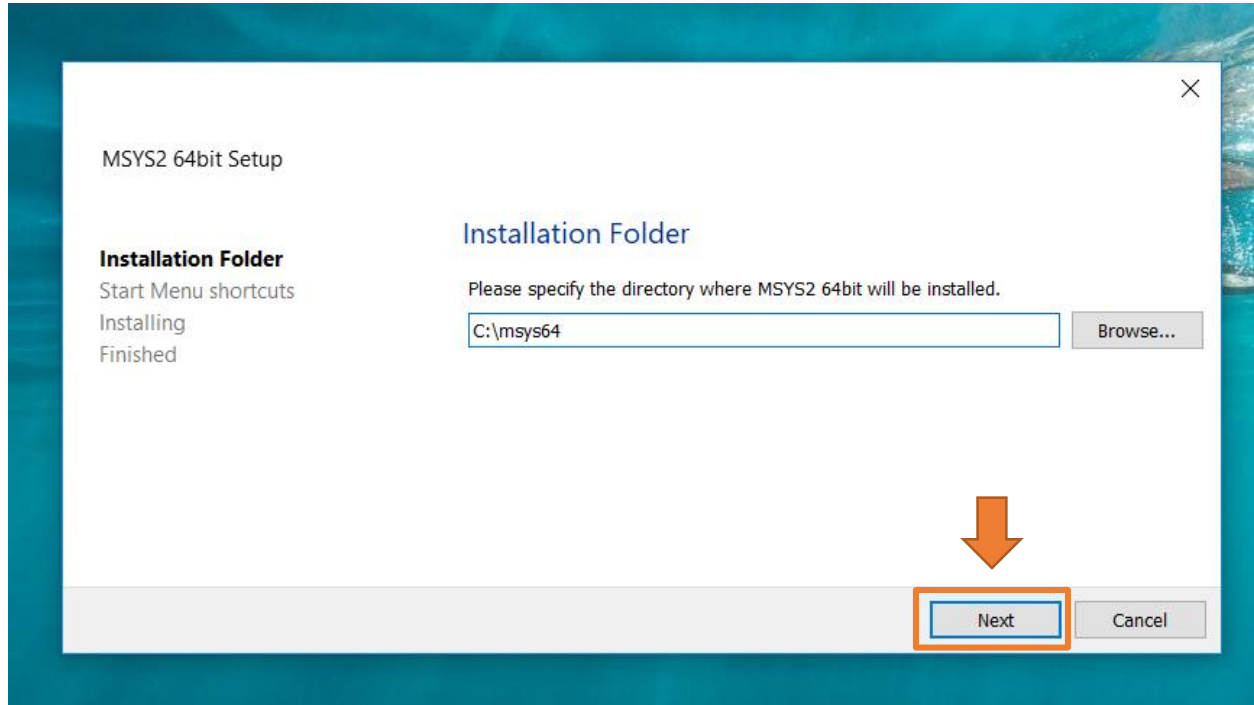 MSYS2 64bit Setup
Installation Folder
Start Menu shortcuts
Installing
Finished
Installation Folder
Please specify the directory where MSYS2 64bit will be installed.
C:\msys64
Browse...
Next
Cancel